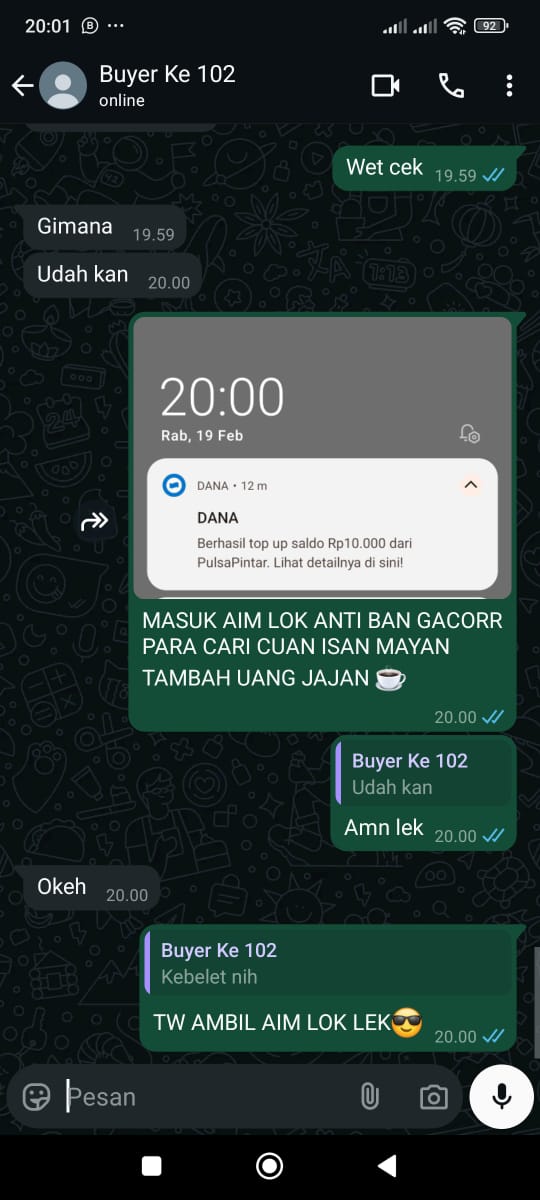 20:01
92
Buyer Ke 102
online
Wet cek 19.59
Gimana 19.59
Udah kan 20.00
20:00
Rab, 19 Feb
DANA • 12 m
DANA
Berhasil top up saldo Rp10.000 dari
PulsaPintar. Lihat detailnya di sini!
MASUK AIM LOK ANTI BAN GACORR
PARA CARI CUAN ISAN MAYAN
TAMBAH UANG JAJAN ☕
20.00
Buyer Ke 102
Udah kan
Amn lek 20.00
Okeh 20.00
Buyer Ke 102
Kebelet nih
TW AMBIL AIM LOK LEK😎 20.00
Pesan